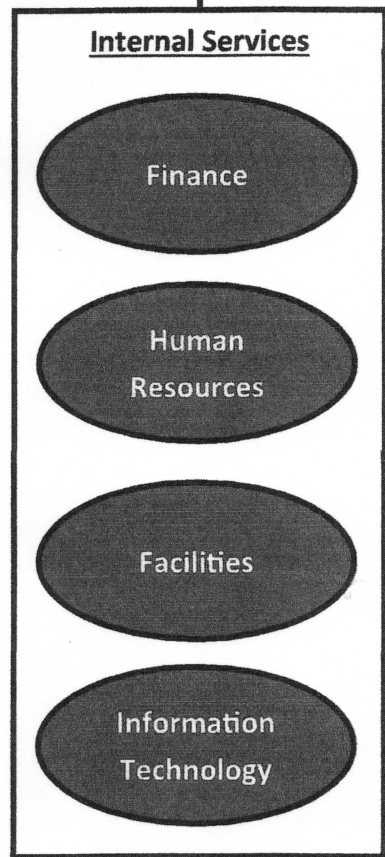 Internal Services
Finance
Human
Resources
Facilities
Information
Technology